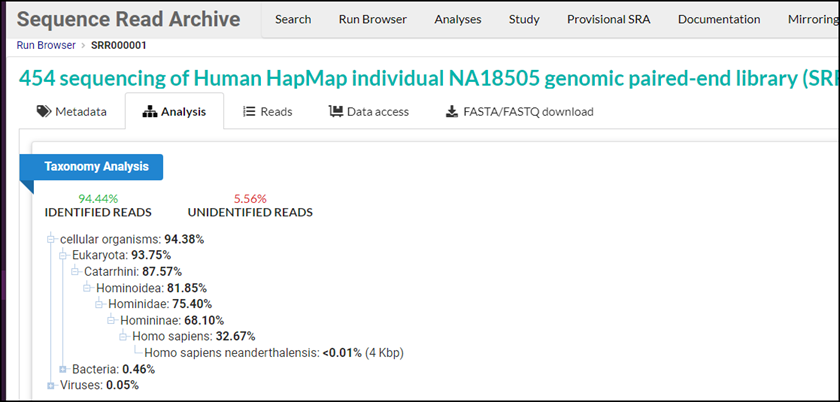 Sequence Read Archive
Search Run Browser Analyses Study Provisional SRA Documentation Mirroring
Run Browser › SRR000001
454 sequencing of Human HapMap individual NA18505 genomic paired-end library (SRR
Metadata Analysis Reads Data access FASTA/FASTQ download
Taxonomy Analysis
94.44% 5.56%
IDENTIFIED READS UNIDENTIFIED READS
cellular organisms: 94.38%
Eukaryota: 93.75%
Catarrhini: 87.57%
Hominoidea: 81.85%
Hominidae: 75.40%
Homininae: 68.10%
Homo sapiens: 32.67%
Homo sapiens neanderthalensis: <0.01% (4 Kbp)
Bacteria: 0.46%
Viruses: 0.05%